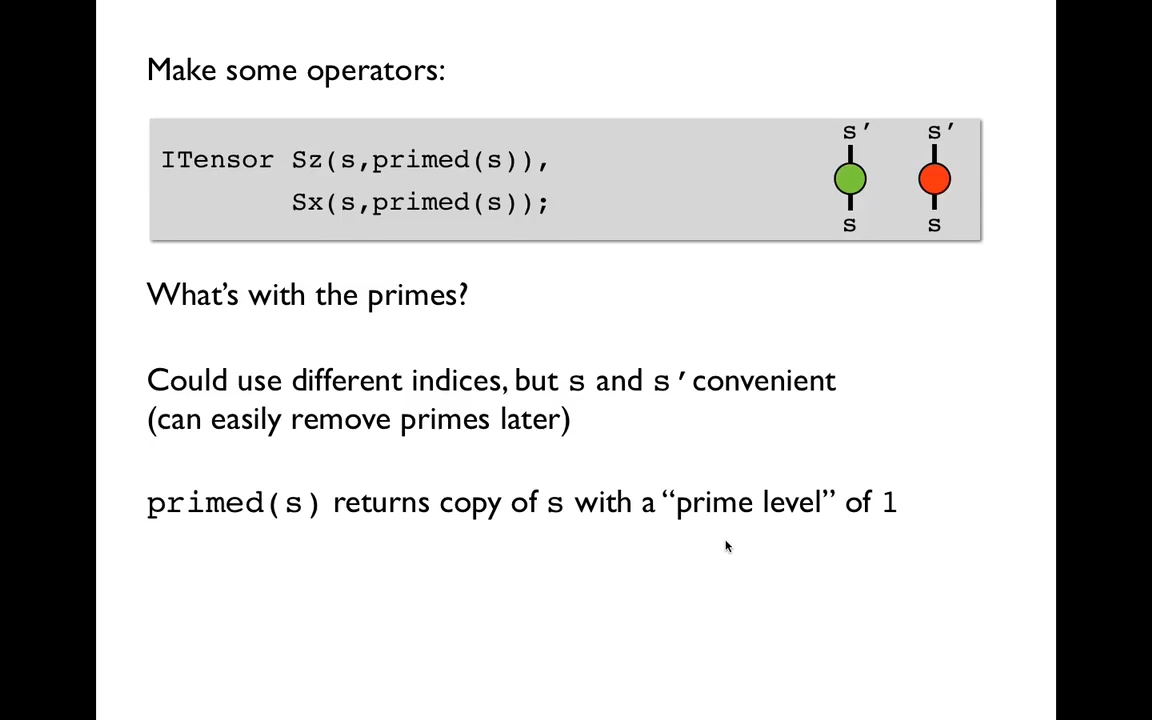 Make some operators:
s′ s′
ITensor Sz(s,primed(s)),
Sx(s,primed(s));
s s
What’s with the primes?
Could use different indices, but s and s′ convenient
(can easily remove primes later)
primed(s) returns copy of s with a “prime level” of 1